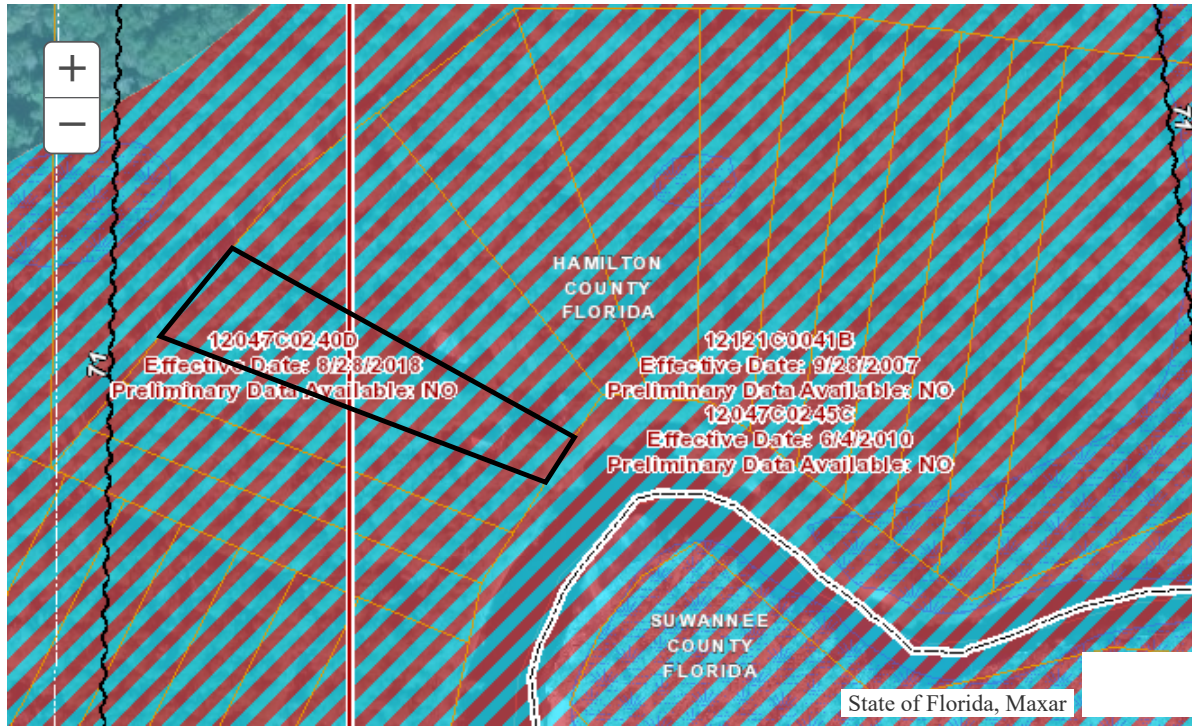 +
−
71
71
HAMILTON
COUNTY
FLORIDA
12047C0240D
Effective Date: 8/28/2018
Preliminary Data Available: NO
12121C0041B
Effective Date: 9/28/2007
Preliminary Data Available: NO
12047C0245C
Effective Date: 6/4/2010
Preliminary Data Available: NO
SUWANNEE
COUNTY
FLORIDA
State of Florida, Maxar